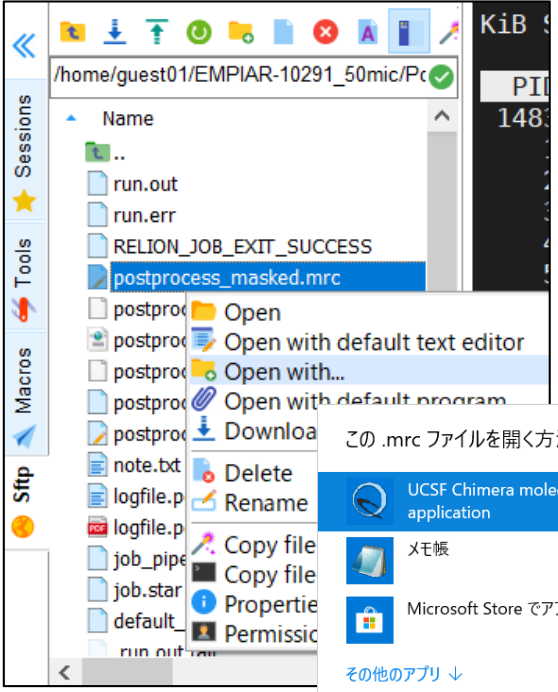 /home/guest01/EMPIAR-10291_50mic/Po
Name
..
run.out
run.err
RELION_JOB_EXIT_SUCCESS
postprocess_masked.mrc
postproc
postproc
postproc
postproc
postproc
note.txt
logfile.p
logfile.p
job_pipe
job.star
default_
run.out.tail
Open
Open with default text editor
Open with...
Open with default program
Downloa
Delete
Rename
Copy file
Copy file
Propertie
Permissio
この .mrc ファイルを開く方法
UCSF Chimera molec
application
メモ帳
Microsoft Store でアプ
その他のアプリ ↓
Sessions
Tools
Macros
Sftp
KiB S
PID
1483